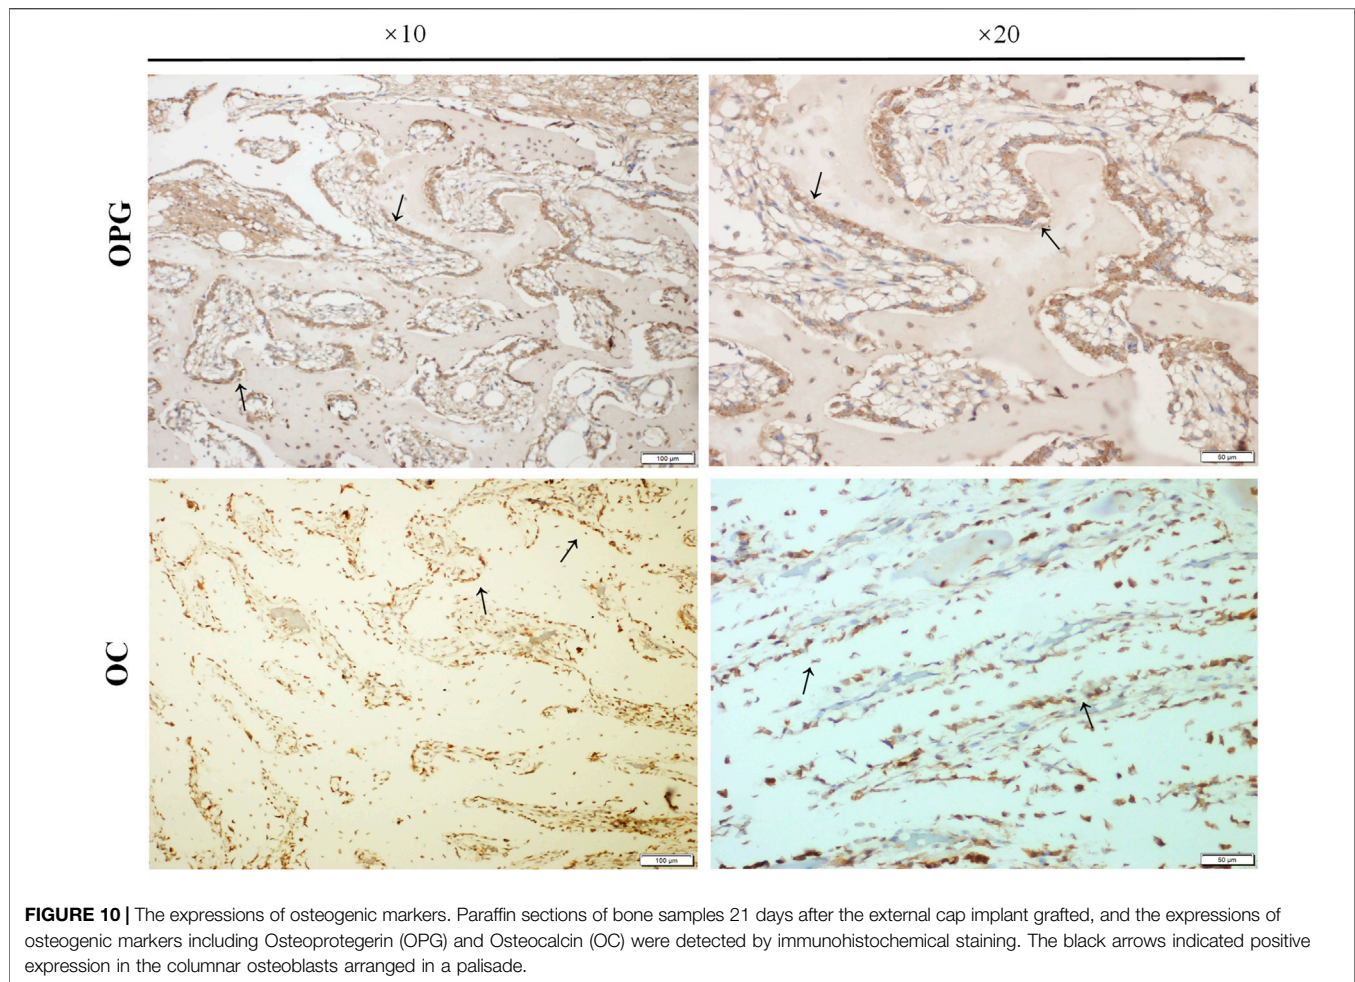 ×10 ×20
OPG
100 µm 50 µm
OC
100 µm 50 µm
FIGURE 10 | The expressions of osteogenic markers. Paraffin sections of bone samples 21 days after the external cap implant grafted, and the expressions of
osteogenic markers including Osteoprotegerin (OPG) and Osteocalcin (OC) were detected by immunohistochemical staining. The black arrows indicated positive
expression in the columnar osteoblasts arranged in a palisade.